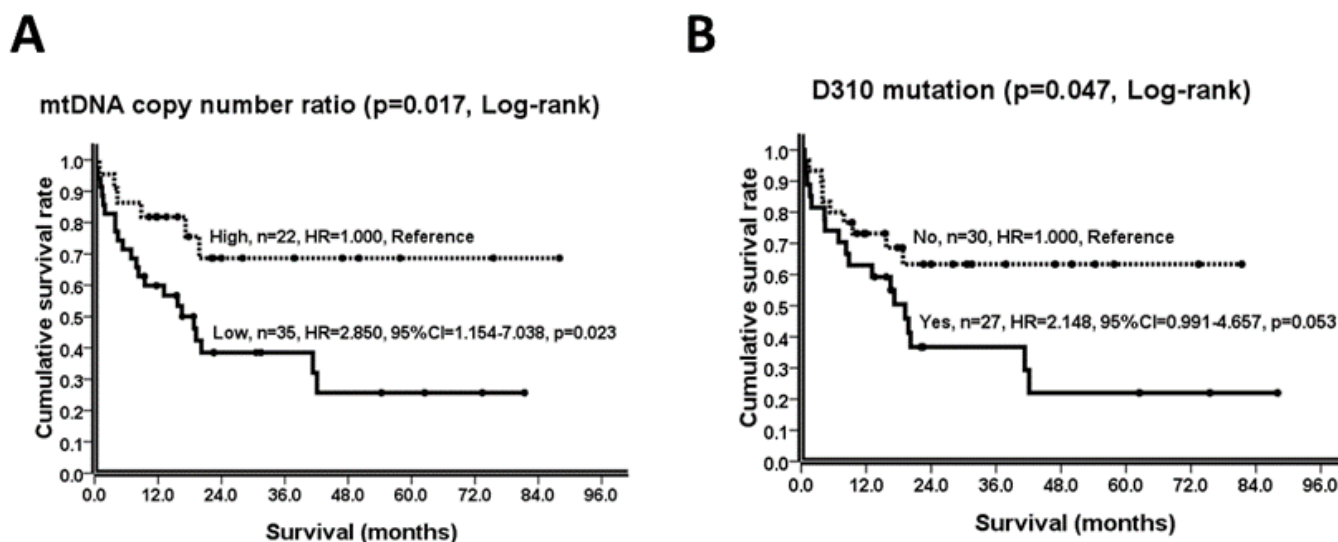 A
mtDNA copy number ratio (p=0.017, Log-rank)
Cumulative survival rate
1.0
0.9
0.8
0.7
0.6
0.5
0.4
0.3
0.2
0.1
0.0
High, n=22, HR=1.000, Reference
Low, n=35, HR=2.850, 95%CI=1.154-7.038, p=0.023
0.0 12.0 24.0 36.0 48.0 60.0 72.0 84.0 96.0
Survival (months)
B
D310 mutation (p=0.047, Log-rank)
Cumulative survival rate
1.0
0.9
0.8
0.7
0.6
0.5
0.4
0.3
0.2
0.1
0.0
No, n=30, HR=1.000, Reference
Yes, n=27, HR=2.148, 95%CI=0.991-4.657, p=0.053
0.0 12.0 24.0 36.0 48.0 60.0 72.0 84.0 96.0
Survival (months)